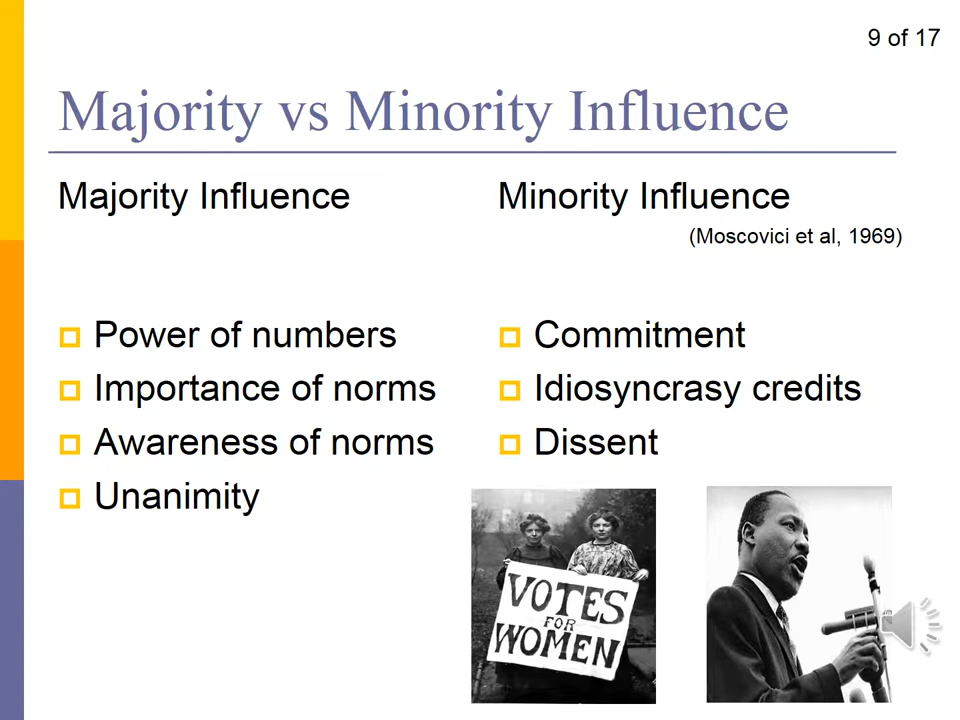 9 of 17
Majority vs Minority Influence
Majority Influence
Power of numbers
Importance of norms
Awareness of norms
Unanimity
Minority Influence
(Moscovici et al, 1969)
Commitment
Idiosyncrasy credits
Dissent
VOTES
FOR
WOMEN